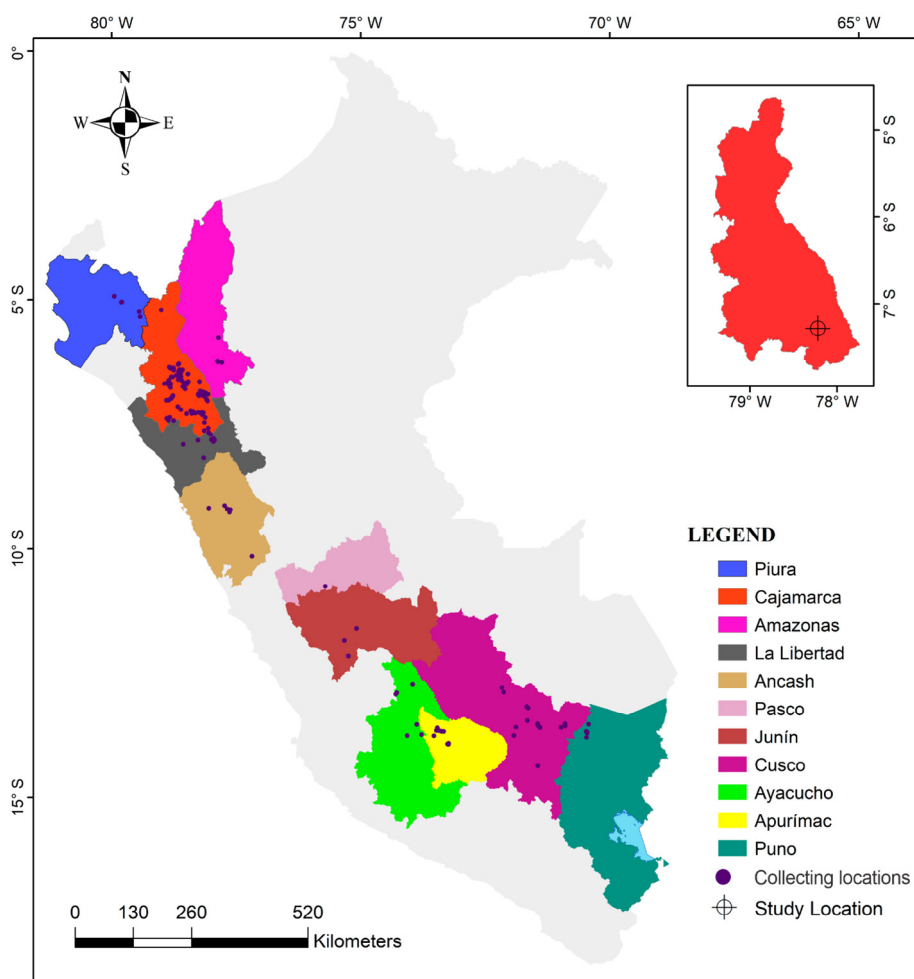 80° W 75° W 70° W 65° W
0°
5°S
10°S
15°S
N
W E
S
5°S
6°S
7°S
79° W 78° W
LEGEND
Piura
Cajamarca
Amazonas
La Libertad
Ancash
Pasco
Junín
Cusco
Ayacucho
Apurímac
Puno
Collecting locations
Study Location
0 130 260 520
Kilometers